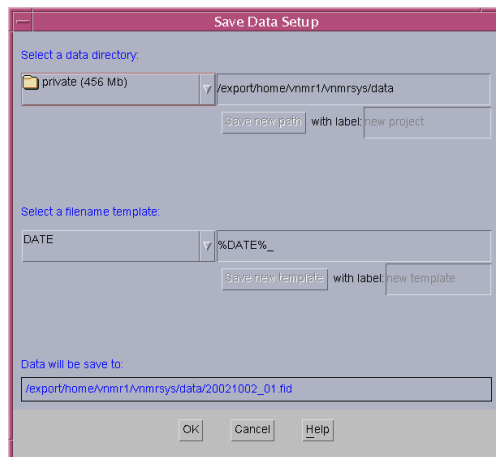 Save Data Setup
Select a data directory:
private (456 Mb)
/export/home/vnmr1/vnmrsys/data
Save new path with label: new project
Select a filename template:
DATE
%DATE%_
Save new template with label: new template
Data will be save to:
/export/home/vnmr1/vnmrsys/data/20021002_01.fid
OK Cancel Help